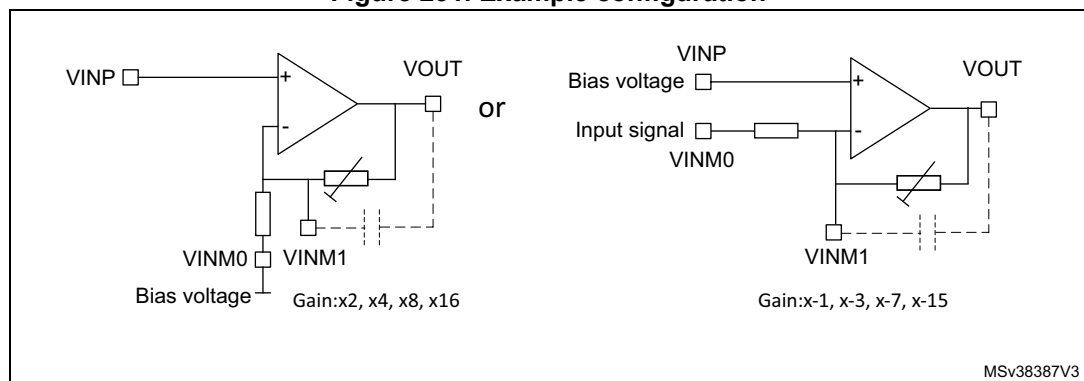 Figure Example configuration
VINP
+
-
VOUT
VINM0
VINM1
Bias voltage
Gain:x2, x4, x8, x16
or
VINP
Bias voltage
Input signal
VINM0
+
-
VOUT
VINM1
Gain:x-1, x-3, x-7, x-15
MSv38387V3